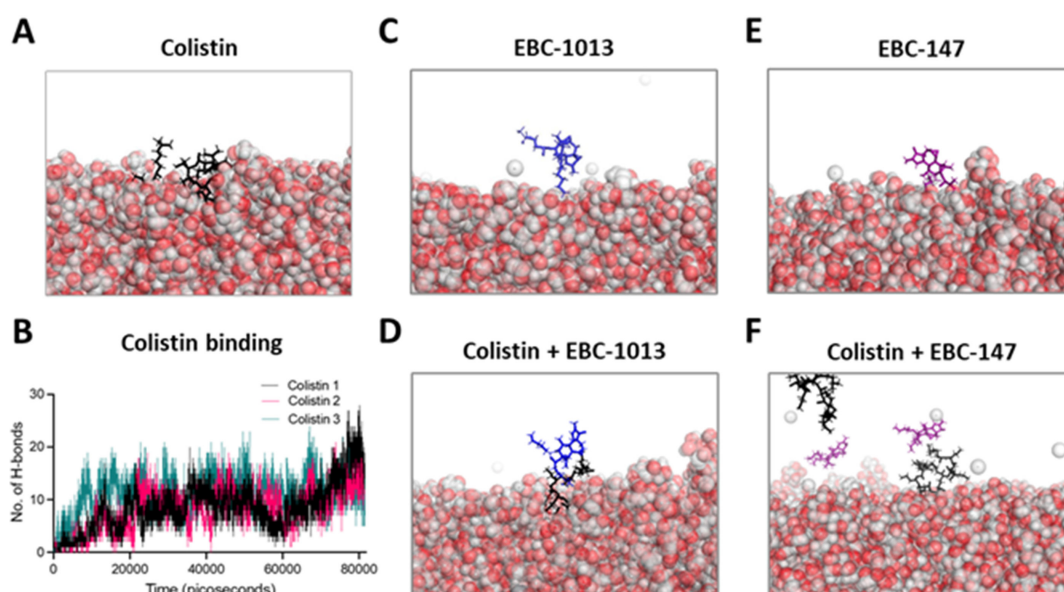 A
Colistin
C
EBC-1013
E
EBC-147
B
Colistin binding
Colistin 1
Colistin 2
Colistin 3
No. of H-bonds
30
20
10
0
0
20000
40000
60000
80000
Time (picoseconds)
D
Colistin + EBC-1013
F
Colistin + EBC-147